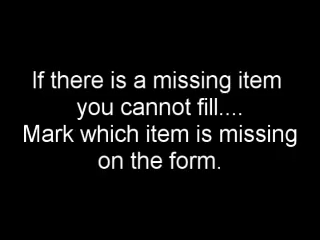 If there is a missing item
you cannot fill....
Mark which item is missing
on the form.